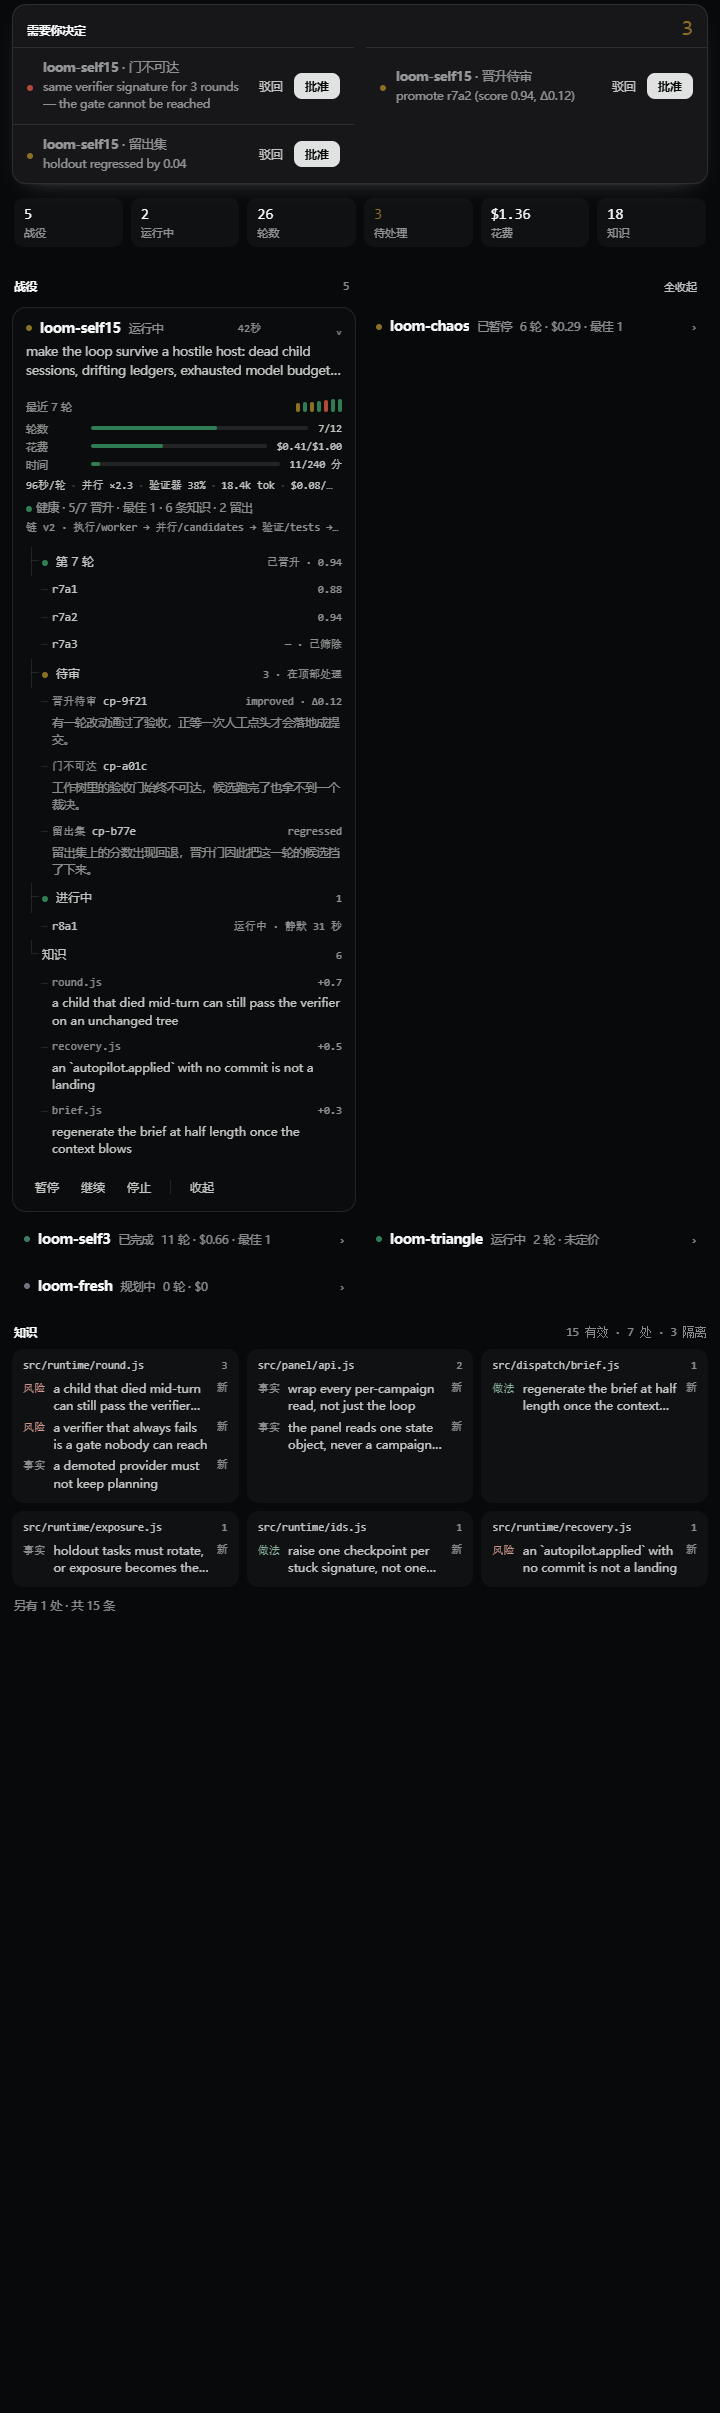 需要你决定
3
loom-self15 · 门不可达
same verifier signature for 3 rounds
— the gate cannot be reached
驳回
批准
loom-self15 · 晋升待审
promote r7a2 (score 0.94, Δ0.12)
驳回
批准
loom-self15 · 留出集
holdout regressed by 0.04
驳回
批准
5
战役
2
运行中
26
轮数
3
待处理
$1.36
花费
18
知识
战役
5
全收起
loom-self15 运行中
42秒
make the loop survive a hostile host: dead child
sessions, drifting ledgers, exhausted model budget...
最近 7 轮
轮数
7/12
花费
$0.41/$1.00
时间
11/240 分
96秒/轮 · 并行 ×2.3 · 验证器 38% · 18.4k tok · $0.08/…
健康 · 5/7 晋升 · 最佳 1 · 6 条知识 · 2 留出
链 v2 · 执行/worker → 并行/candidates → 验证/tests →…
第 7 轮
已晋升 · 0.94
r7a1
0.88
r7a2
0.94
r7a3
— · 已筛除
待审
3 · 在顶部处理
晋升待审 cp-9f21
improved · Δ0.12
有一轮改动通过了验收，正等一次人工点头才会落地成提
交。
门不可达 cp-a01c
工作树里的验收门始终不可达，候选跑完了也拿不到一个
裁决。
留出集 cp-b77e
regressed
留出集上的分数出现回退，晋升门因此把这一轮的候选挡
了下来。
进行中
1
r8a1
运行中 · 静默 31 秒
知识
6
round.js
+0.7
a child that died mid-turn can still pass the verifier
on an unchanged tree
recovery.js
+0.5
an `autopilot.applied` with no commit is not a
landing
brief.js
+0.3
regenerate the brief at half length once the
context blows
暂停
继续
停止
收起
loom-chaos 已暂停 6 轮 · $0.29 · 最佳 1
loom-self3 已完成 11 轮 · $0.66 · 最佳 1
loom-triangle 运行中 2 轮 · 未定价
loom-fresh 规划中 0 轮 · $0
知识
15 有效 · 7 处 · 3 隔离
src/runtime/round.js
3
风险 a child that died mid-turn 新
can still pass the verifier...
风险 a verifier that always fails 新
is a gate nobody can reach
事实 a demoted provider must 新
not keep planning
src/panel/api.js
2
事实 wrap every per-campaign 新
read, not just the loop
事实 the panel reads one state 新
object, never a campaign...
src/dispatch/brief.js
1
做法 regenerate the brief at half 新
length once the context...
src/runtime/exposure.js
1
事实 holdout tasks must rotate, 新
or exposure becomes the...
src/runtime/ids.js
1
做法 raise one checkpoint per 新
stuck signature, not one...
src/runtime/recovery.js
1
风险 an `autopilot.applied` with 新
no commit is not a landing
另有 1 处 · 共 15 条